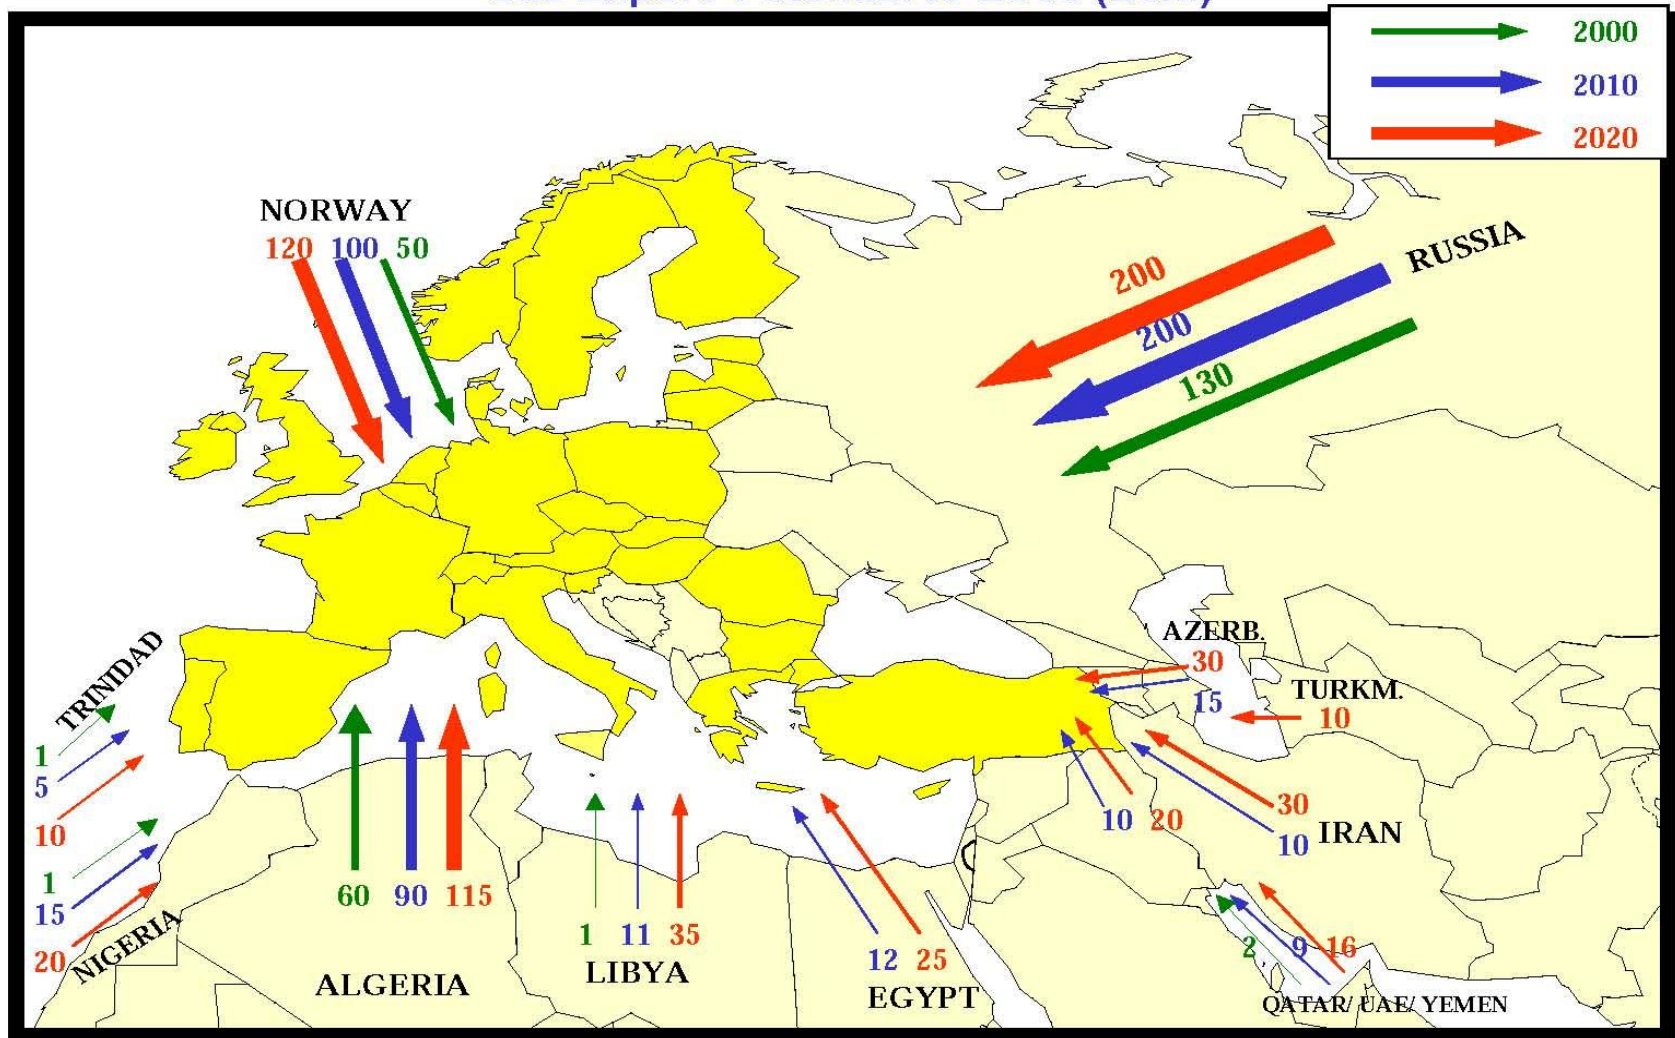 2000
2010
2020
NORWAY
120 100 50
RUSSIA
200
200
130
TRINIDAD
1
5
10
1
15
20
NIGERIA
60 90 115
ALGERIA
1 11 35
LIBYA
12 25
EGYPT
AZERB.
30
15
TURKM.
10
10 20
30
10
IRAN
2 9 16
QATAR/ UAE/ YEMEN